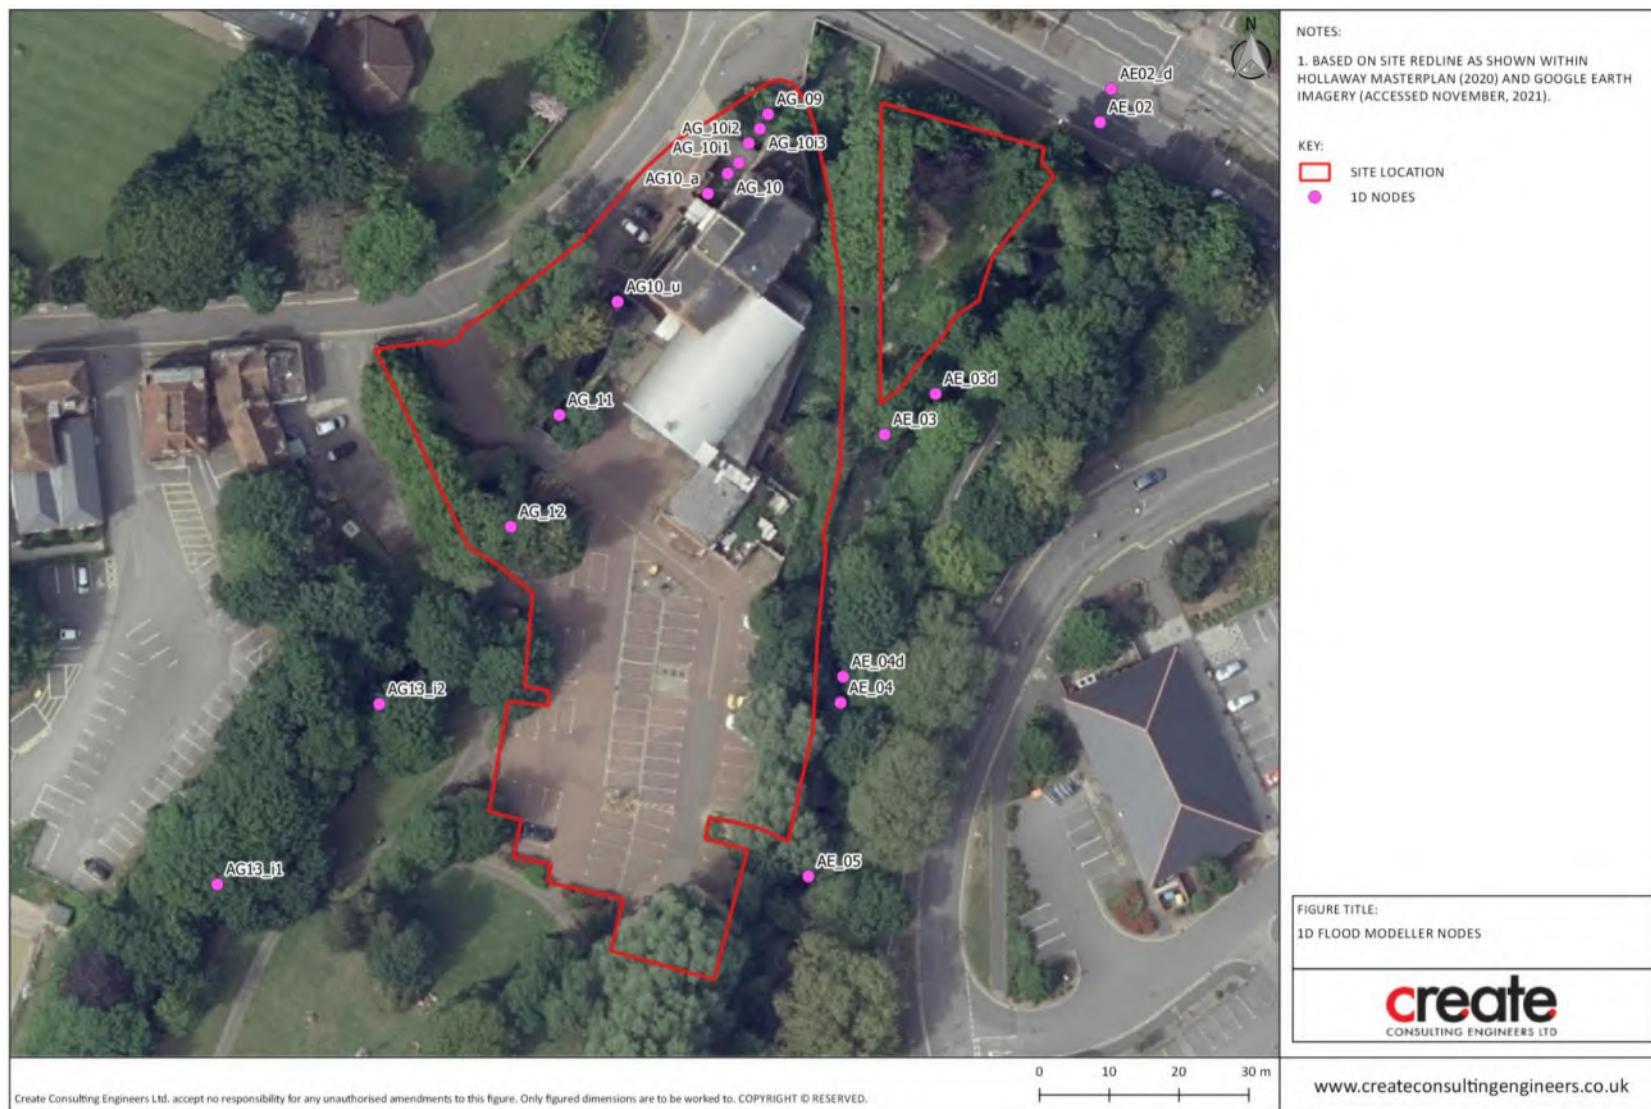 N
AE02_d
AE_02
AG_09
AG_10i2
AG_10i3
AG_10i1
AG10_a
AG_10
AG10_u
AE_03d
AG_11
AE_03
AG_12
AE_04d
AG13_i2
AE_04
AE_05
AG13_i1
NOTES:
1. BASED ON SITE REDLINE AS SHOWN WITHIN
HOLLAWAY MASTERPLAN (2020) AND GOOGLE EARTH
IMAGERY (ACCESSED NOVEMBER, 2021).
KEY:
SITE LOCATION
1D NODES
FIGURE TITLE:
1D FLOOD MODELLER NODES
create
CONSULTING ENGINEERS LTD
0 10 20 30 m
Create Consulting Engineers Ltd. accept no responsibility for any unauthorised amendments to this figure. Only figured dimensions are to be worked to. COPYRIGHT © RESERVED.
www.createconsultingengineers.co.uk